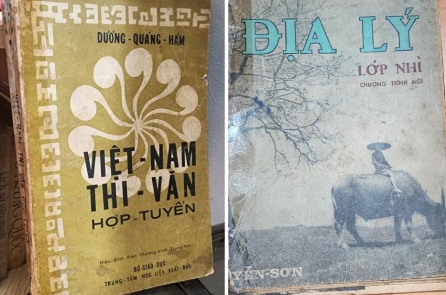 DƯƠNG - QUẢNG - HÀM
VIỆT-NAM
THI-VĂN
HỢP-TUYỂN
BỘ GIÁO DỤC
TRUNG TÂM HỌC LIỆU XUẤT BẢN
ĐỊA LÝ
LỚP NHÌ
CHƯƠNG TRÌNH MỚI
YÊN-SƠN